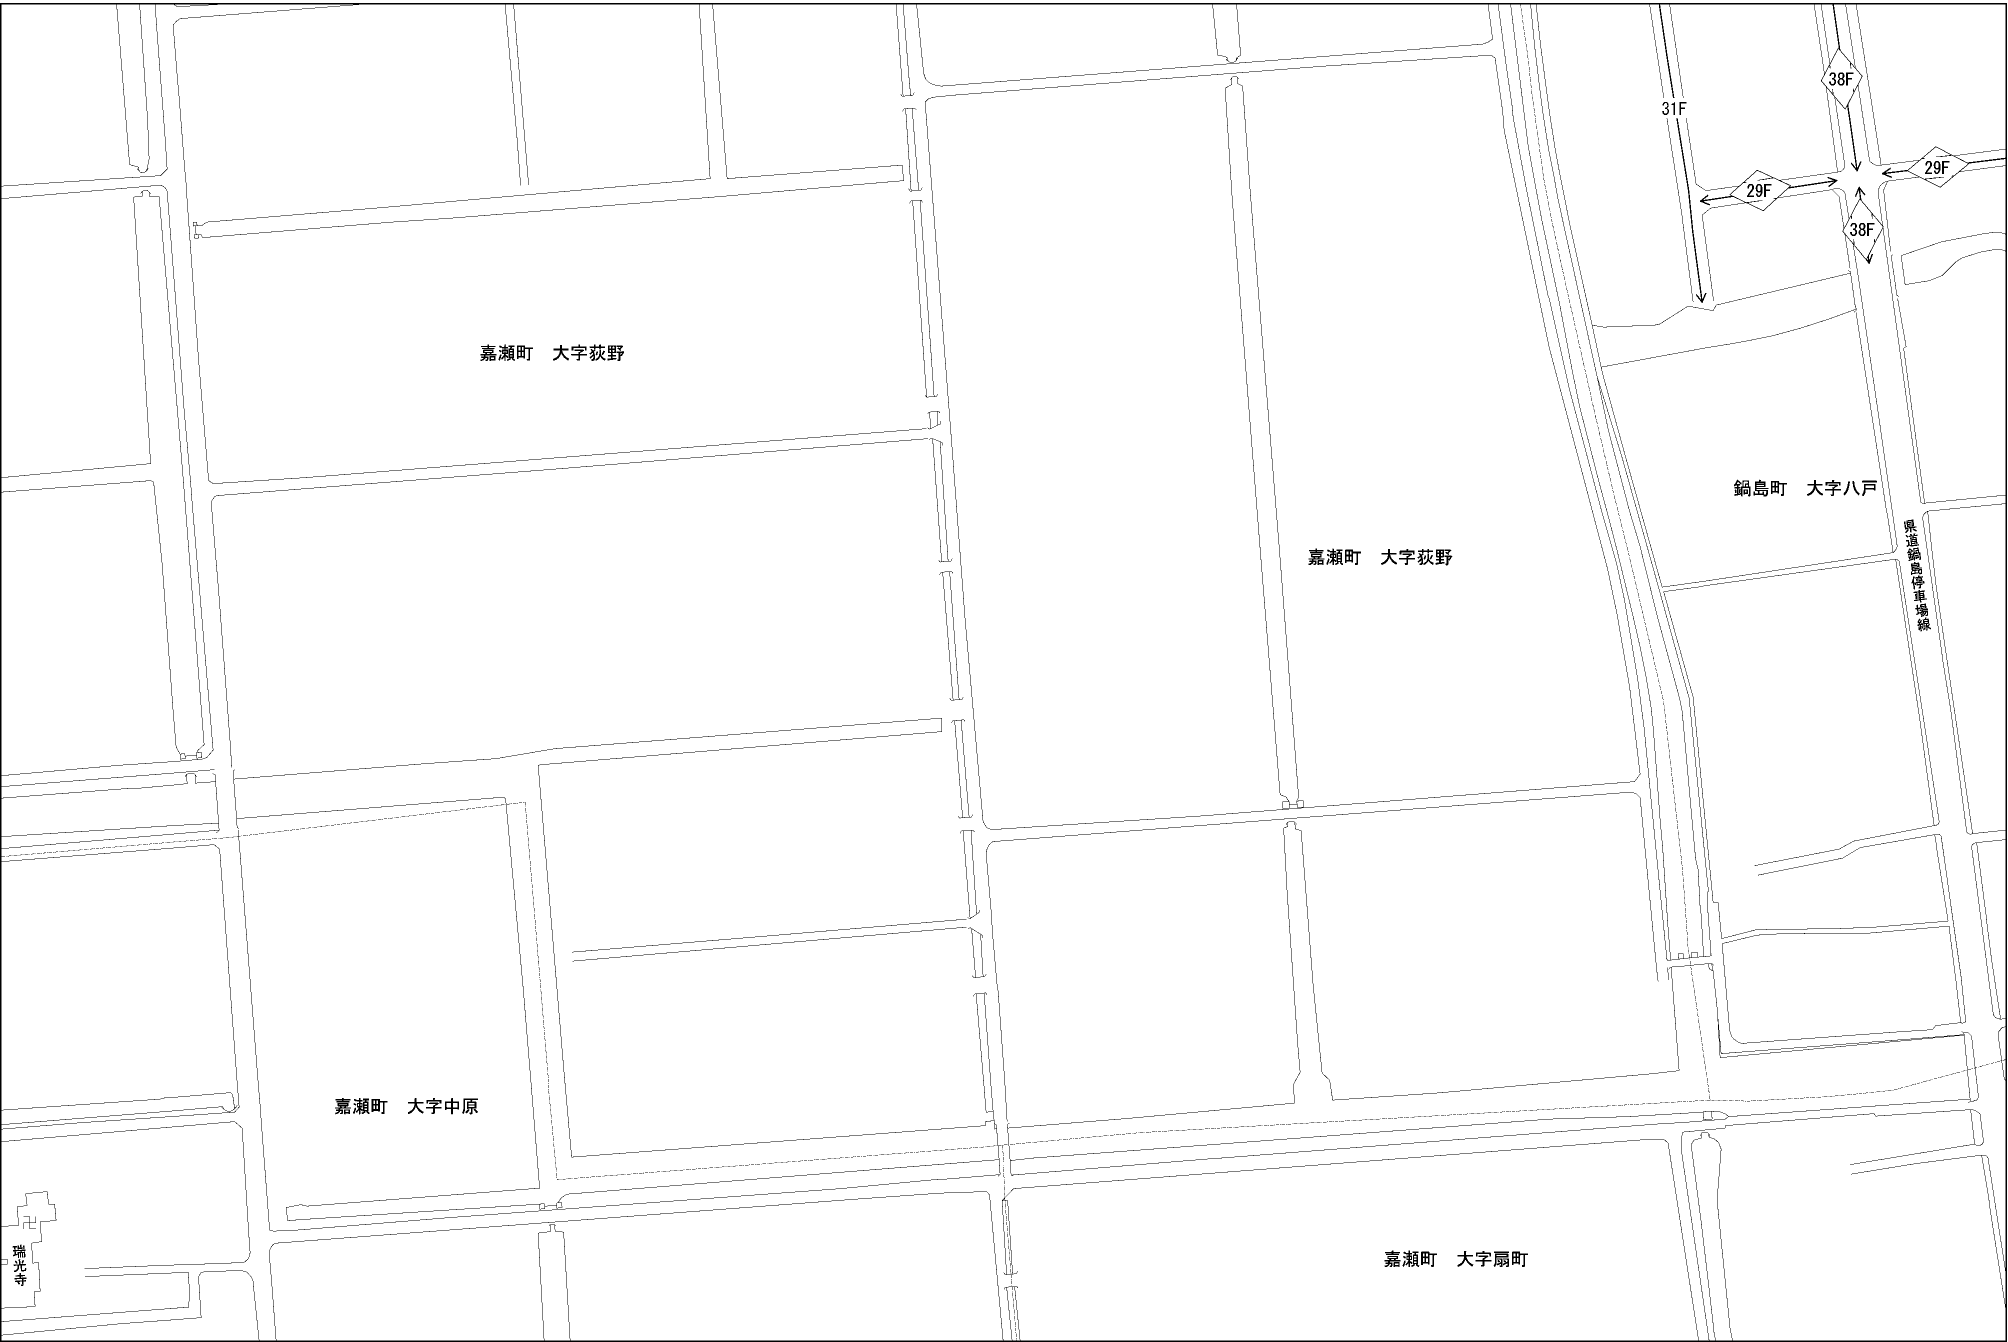 38F
31F
29F
29F
38F
嘉瀬町　大字荻野
鍋島町　大字八戸
県道鍋島停車場線
嘉瀬町　大字荻野
嘉瀬町　大字中原
瑞光寺
嘉瀬町　大字扇町